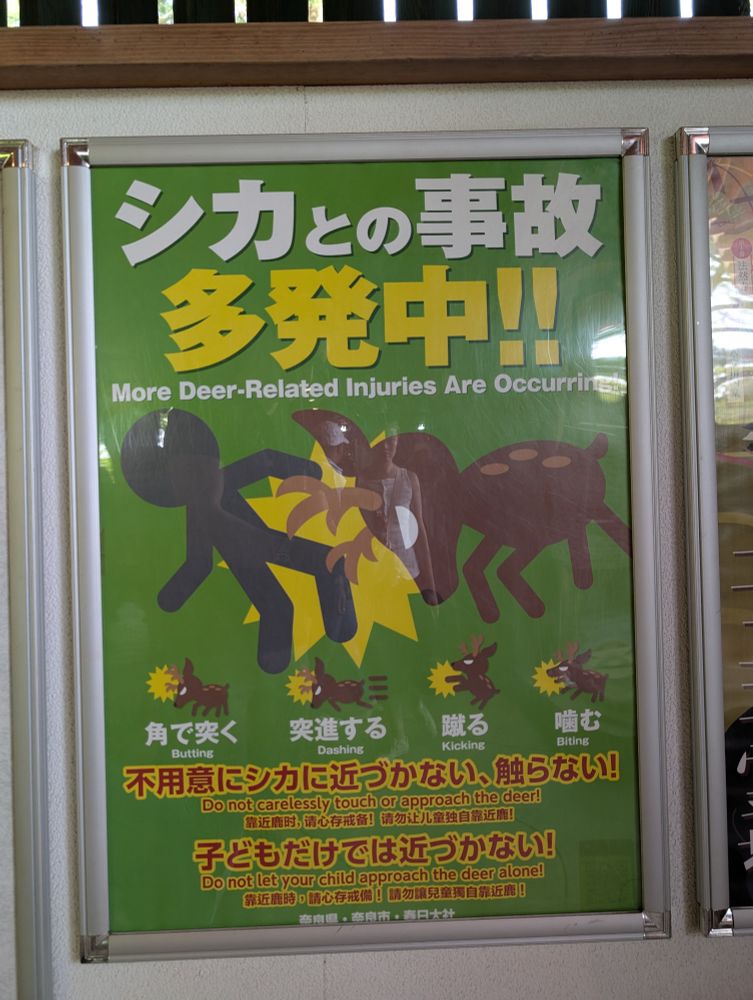 シカとの事故
多発中!!
More Deer-Related Injuries Are Occurring
角で突く
Butting
突進する
Dashing
蹴る
Kicking
噛む
Biting
不用意にシカに近づかない、触らない!
Do not carelessly touch or approach the deer!
靠近鹿时，请心存戒备！请勿让儿童独自靠近鹿！
子どもだけでは近づかない!
Do not let your child approach the deer alone!
靠近鹿時，請心存戒備！請勿讓兒童獨自靠近鹿！
奈良県・奈良市・春日大社